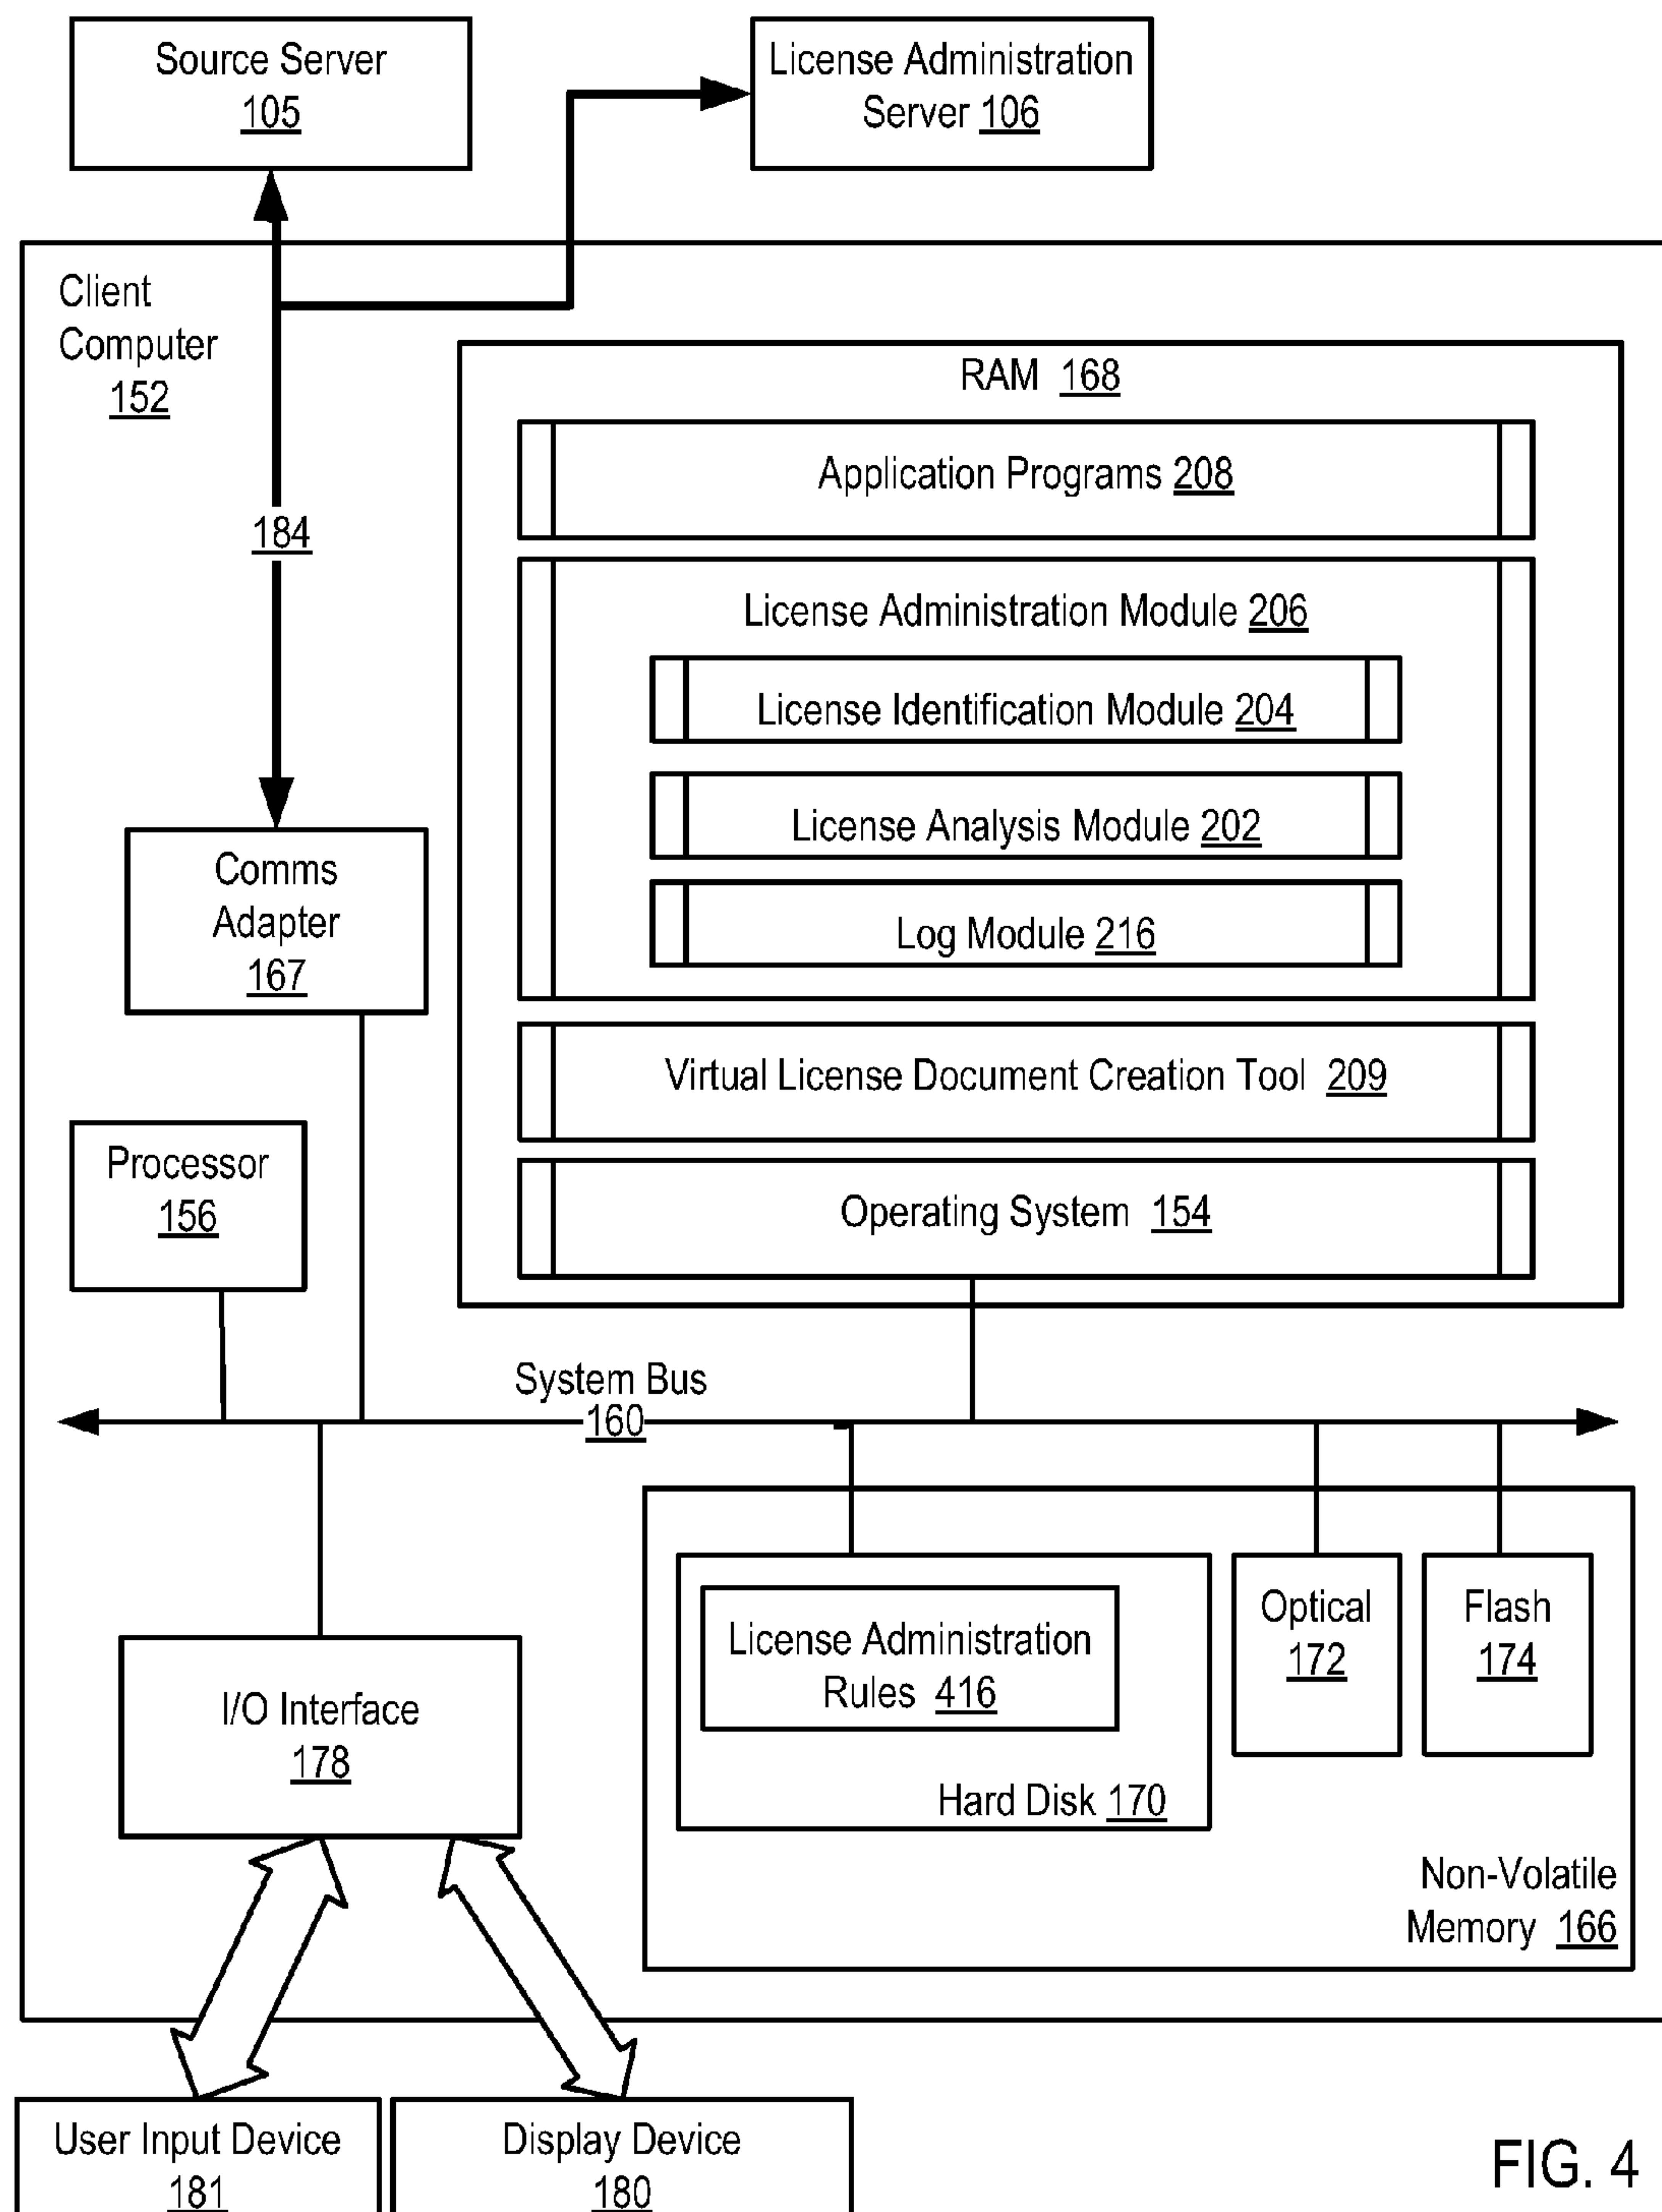 Source Server
105
License Administration
Server 106
Client
Computer
152
RAM 168
Application Programs 208
184
License Administration Module 206
License Identification Module 204
License Analysis Module 202
Log Module 216
Comms
Adapter
167
Virtual License Document Creation Tool 209
Processor
156
Operating System 154
System Bus
160
License Administration
Rules 416
Hard Disk 170
Optical
172
Flash
174
Non-Volatile
Memory 166
I/O Interface
178
User Input Device
181
Display Device
180
FIG. 4